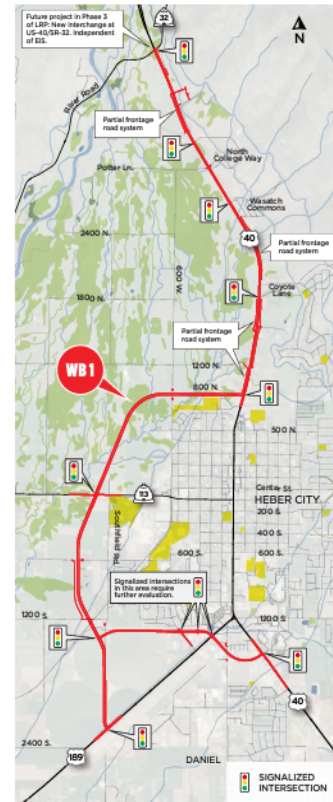 Future project in Phase 3
of LRP: New Interchange at
US-40/SR-32. Independent
of EIS.
32
N
River Road
Partial frontage
road system
North
College Way
Potter Ln.
Wasatch
Commons
2400 N.
40
Partial frontage
road system
600 W.
Coyote
Lane
1800 N.
Partial frontage
road system
1200 N.
WB1
800 N.
500 N.
Center St.
HEBER CITY
113
200 S.
400 S.
Southfield Rd.
600 S.
600 S.
Signalized intersections
in this area require
further evaluation.
1200 S.
1200 S.
40
2400 S.
189
DANIEL
SIGNALIZED
INTERSECTION